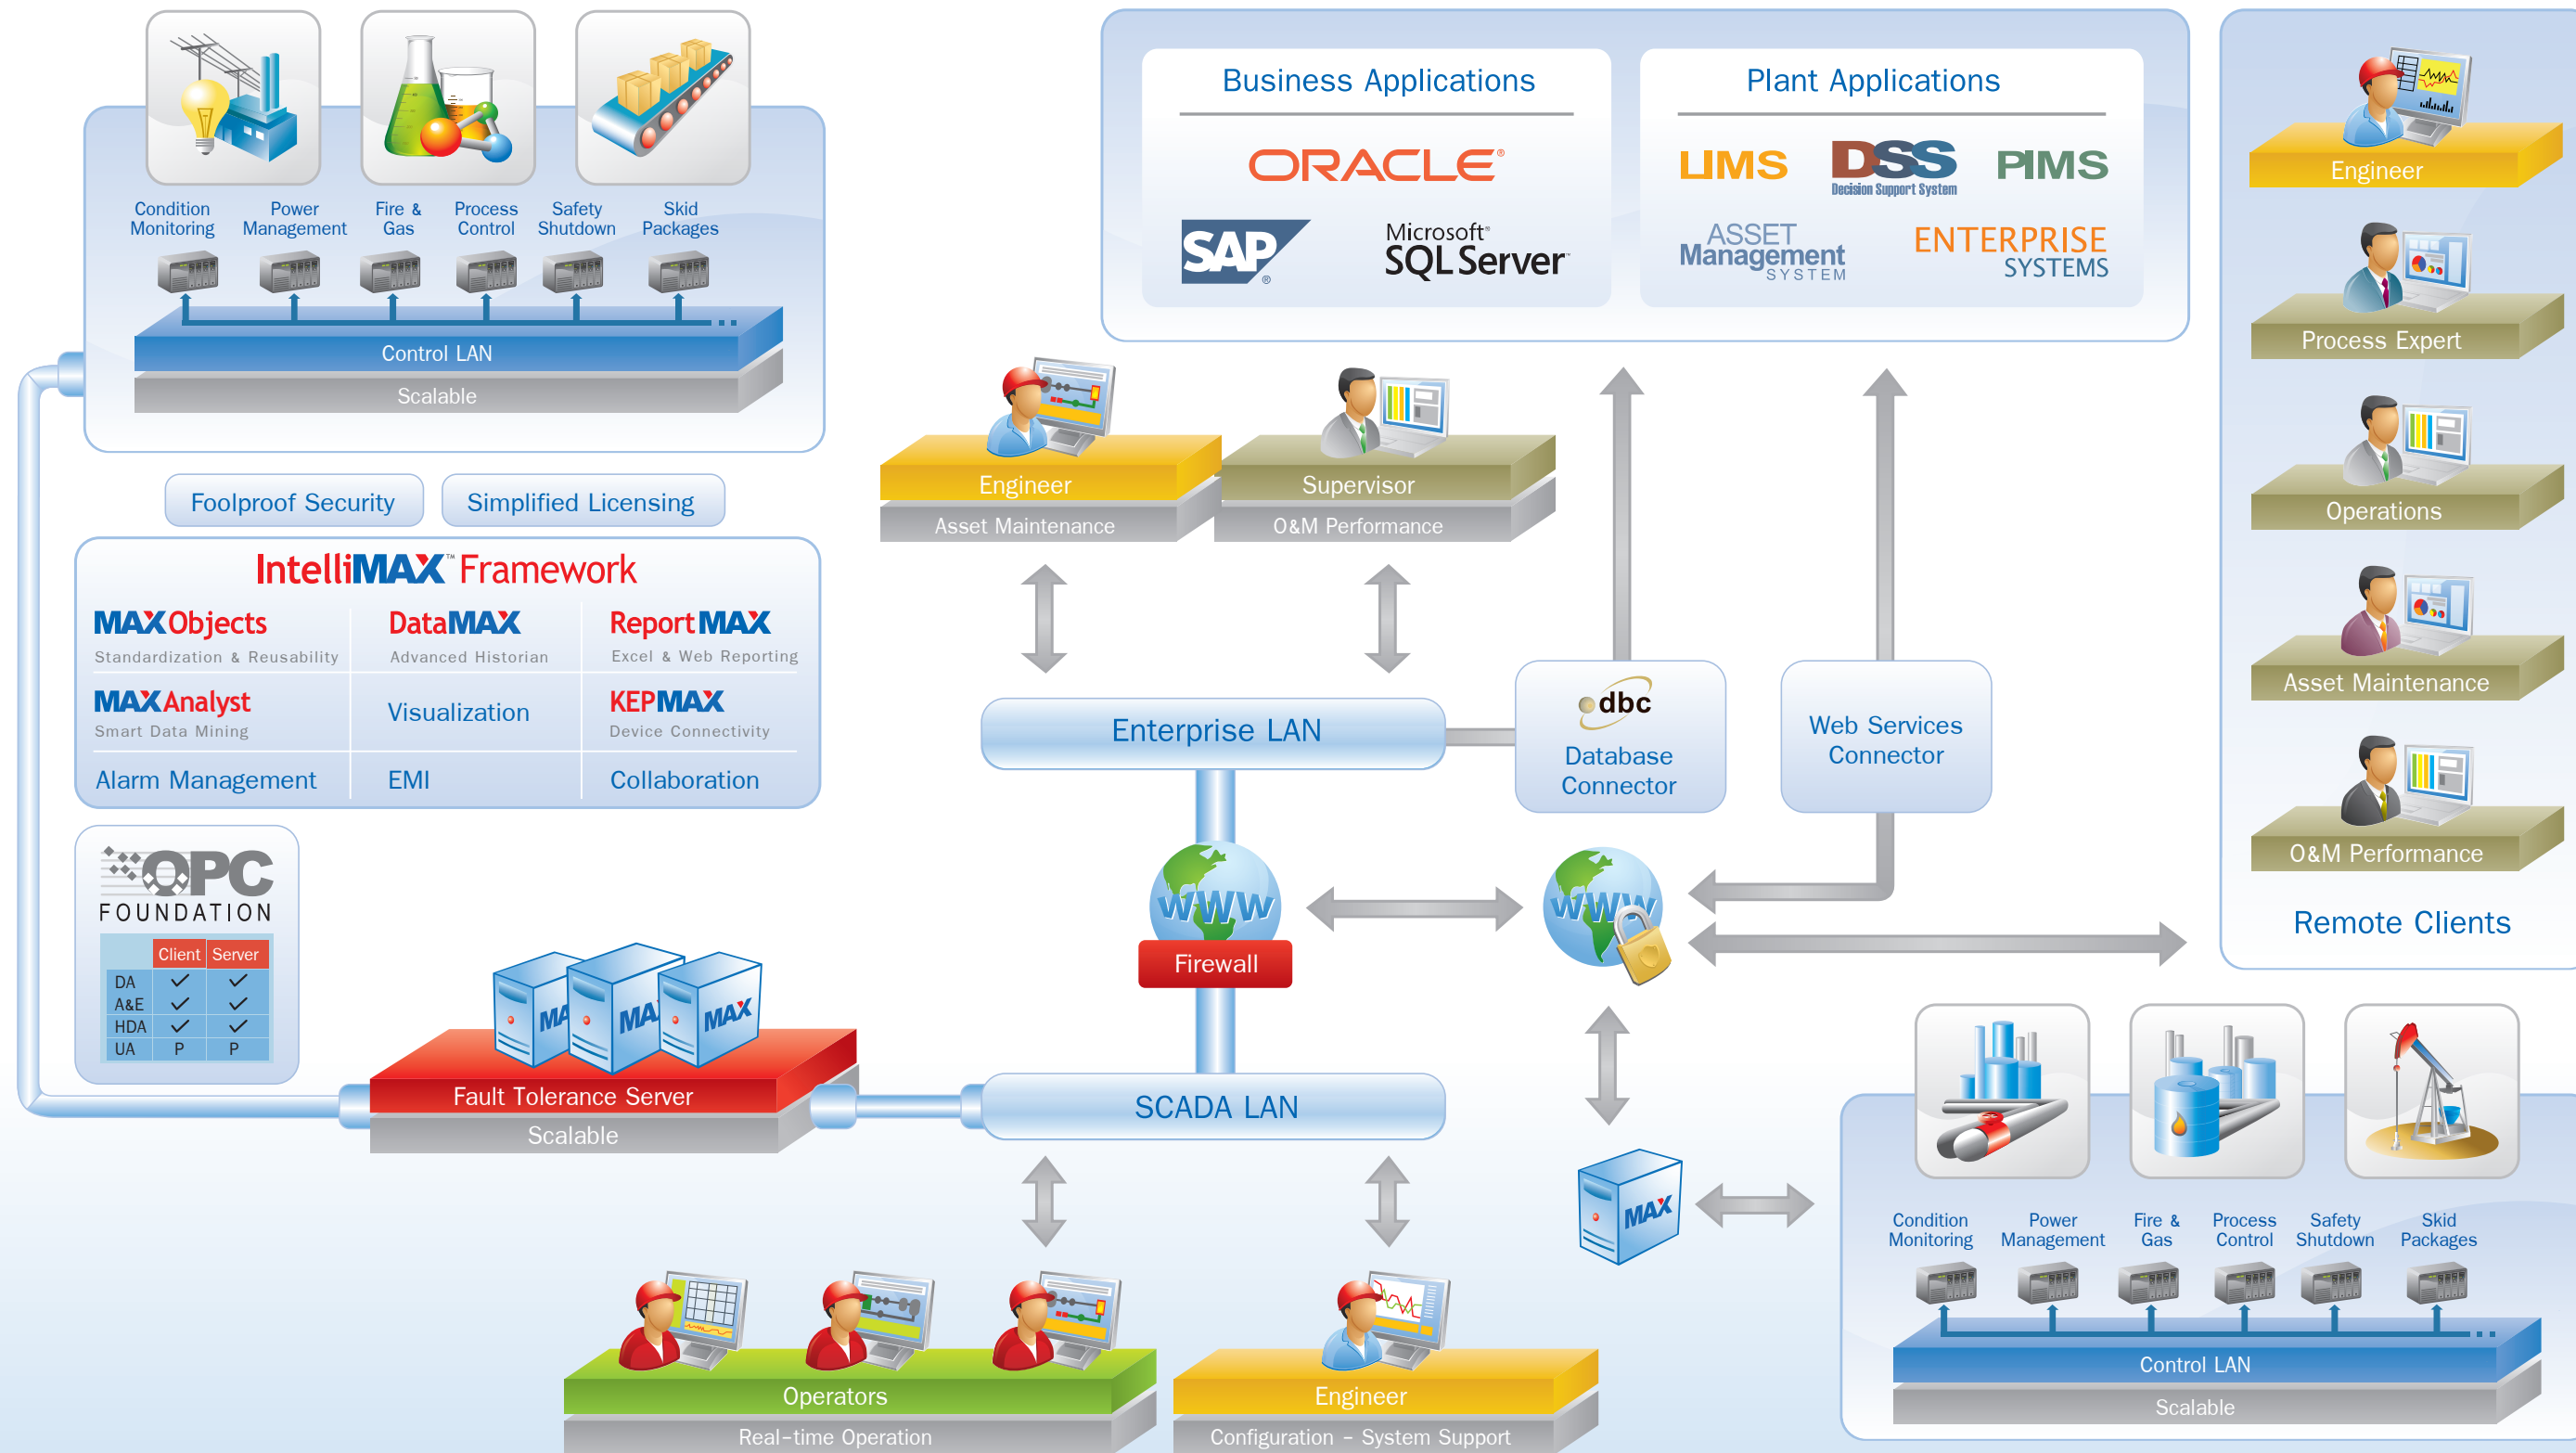 Condition
Monitoring
Power
Management
Fire &
Gas
Process
Control
Safety
Shutdown
Skid
Packages
Control LAN
Scalable
Foolproof Security
Simplified Licensing
IntelliMAX™ Framework
MAXObjects
Standardization & Reusability
DataMAX
Advanced Historian
ReportMAX
Excel & Web Reporting
MAXAnalyst
Smart Data Mining
Visualization
KEPMAX
Device Connectivity
Alarm Management
EMI
Collaboration
OPC
FOUNDATION
Client Server
DA ✓ ✓
A&E ✓ ✓
HDA ✓ ✓
UA P P
MA
MA
MAX
Fault Tolerance Server
Scalable
Business Applications
ORACLE®
SAP®
Microsoft®
SQL Server™
Plant Applications
LIMS
DSS
Decision Support System
PIMS
ASSET
Management
SYSTEM
ENTERPRISE
SYSTEMS
Engineer
Asset Maintenance
Supervisor
O&M Performance
Enterprise LAN
dbc
Database
Connector
Web Services
Connector
WWW
Firewall
WWW
SCADA LAN
MAX
Operators
Real-time Operation
Engineer
Configuration - System Support
Engineer
Process Expert
Operations
Asset Maintenance
O&M Performance
Remote Clients
Condition
Monitoring
Power
Management
Fire &
Gas
Process
Control
Safety
Shutdown
Skid
Packages
Control LAN
Scalable